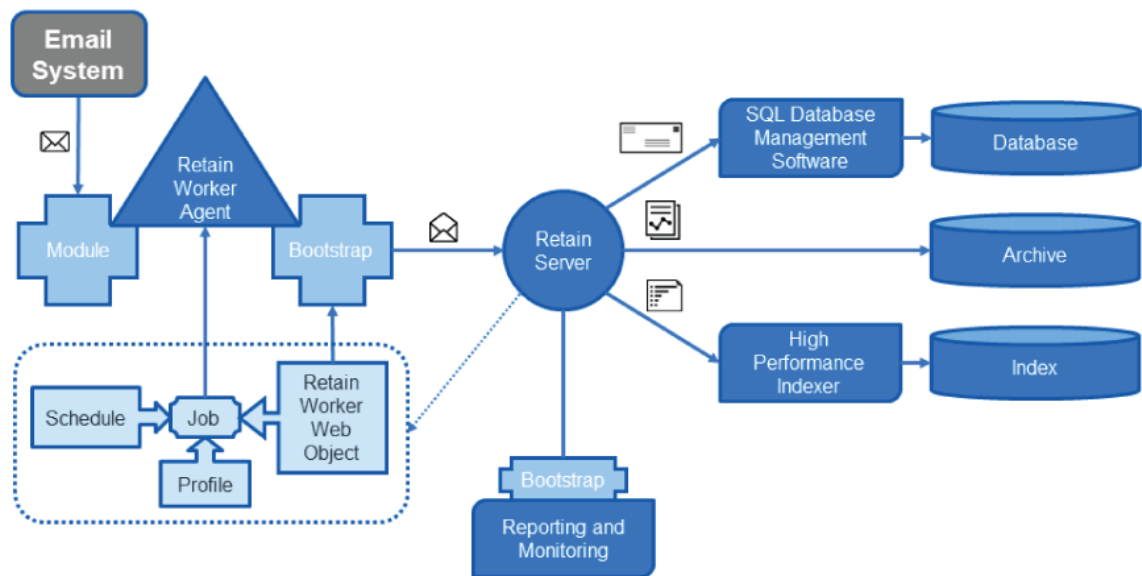 Email
System
Retain
Worker
Agent
Module
Bootstrap
Retain
Server
SQL Database
Management
Software
Database
Archive
High
Performance
Indexer
Index
Schedule
Job
Profile
Retain
Worker
Web
Object
Bootstrap
Reporting and
Monitoring